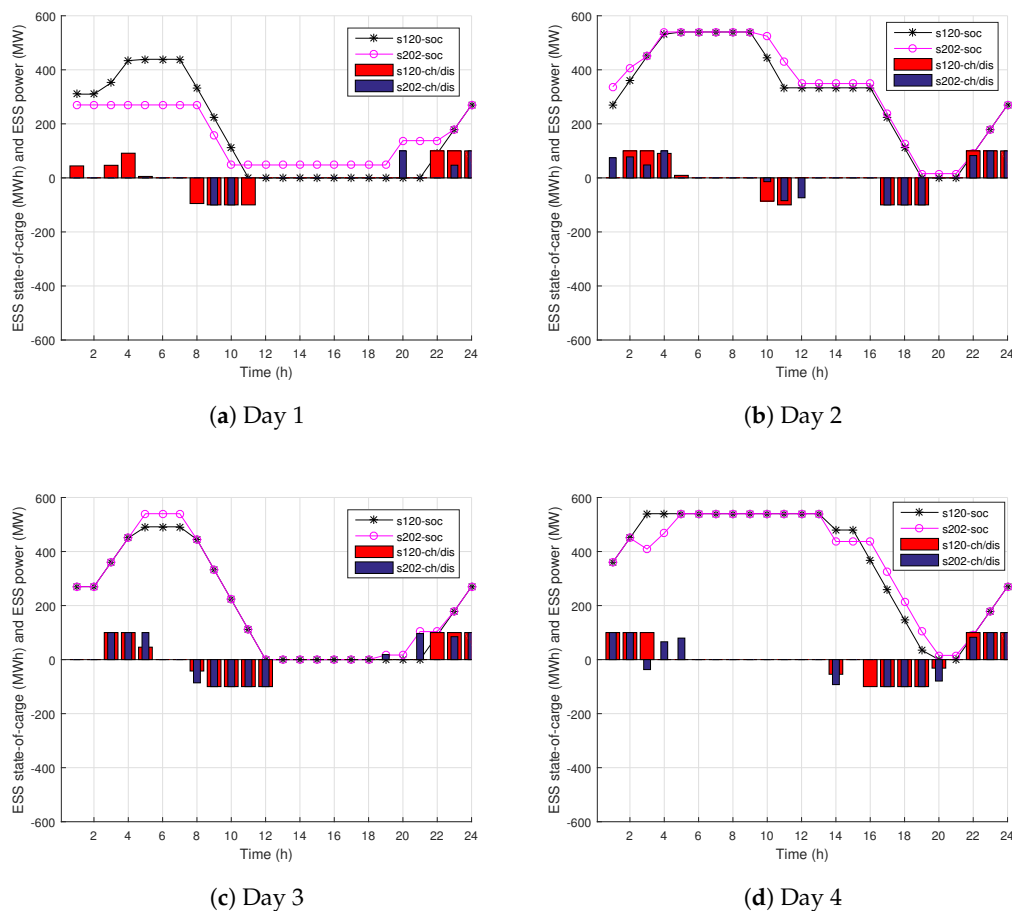 600
400
200
0
-200
-400
-600
ESS state-of-carge (MWh) and ESS power (MW)
s120-soc
s202-soc
s120-ch/dis
s202-ch/dis
2 4 6 8 10 12 14 16 18 20 22 24
Time (h)
(a) Day 1
600
400
200
0
-200
-400
-600
ESS state-of-carge (MWh) and ESS power (MW)
s120-soc
s202-soc
s120-ch/dis
s202-ch/dis
2 4 6 8 10 12 14 16 18 20 22 24
Time (h)
(b) Day 2
600
400
200
0
-200
-400
-600
ESS state-of-carge (MWh) and ESS power (MW)
s120-soc
s202-soc
s120-ch/dis
s202-ch/dis
2 4 6 8 10 12 14 16 18 20 22 24
Time (h)
(c) Day 3
600
400
200
0
-200
-400
-600
ESS state-of-carge (MWh) and ESS power (MW)
s120-soc
s202-soc
s120-ch/dis
s202-ch/dis
2 4 6 8 10 12 14 16 18 20 22 24
Time (h)
(d) Day 4